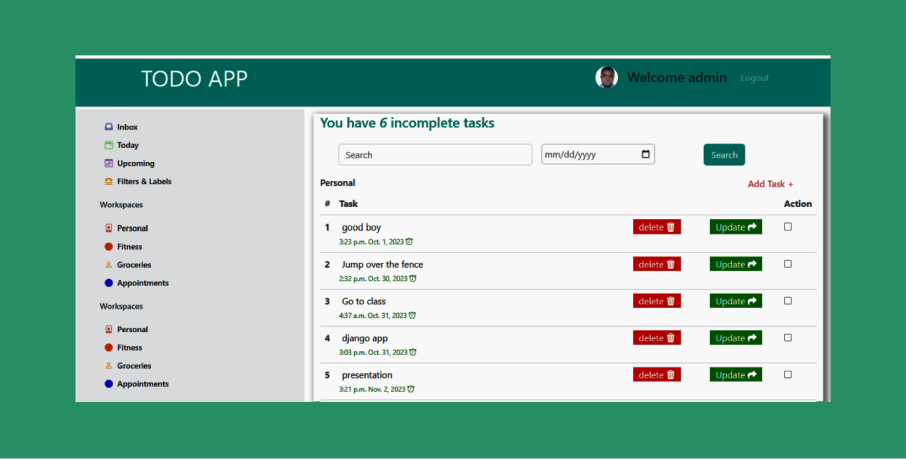 TODO APP
Welcome admin Logout
Inbox
Today
Upcoming
Filters & Labels
Workspaces
Personal
Fitness
Groceries
Appointments
Workspaces
Personal
Fitness
Groceries
Appointments
You have 6 incomplete tasks
Search mm/dd/yyyy Search
Personal Add Task +
# Task Action
1 good boy delete Update
3:23 p.m. Oct. 1, 2023
2 Jump over the fence delete Update
2:32 p.m. Oct. 30, 2023
3 Go to class delete Update
4:37 a.m. Oct. 31, 2023
4 django app delete Update
3:03 p.m. Oct. 31, 2023
5 presentation delete Update
3:21 p.m. Nov. 2, 2023